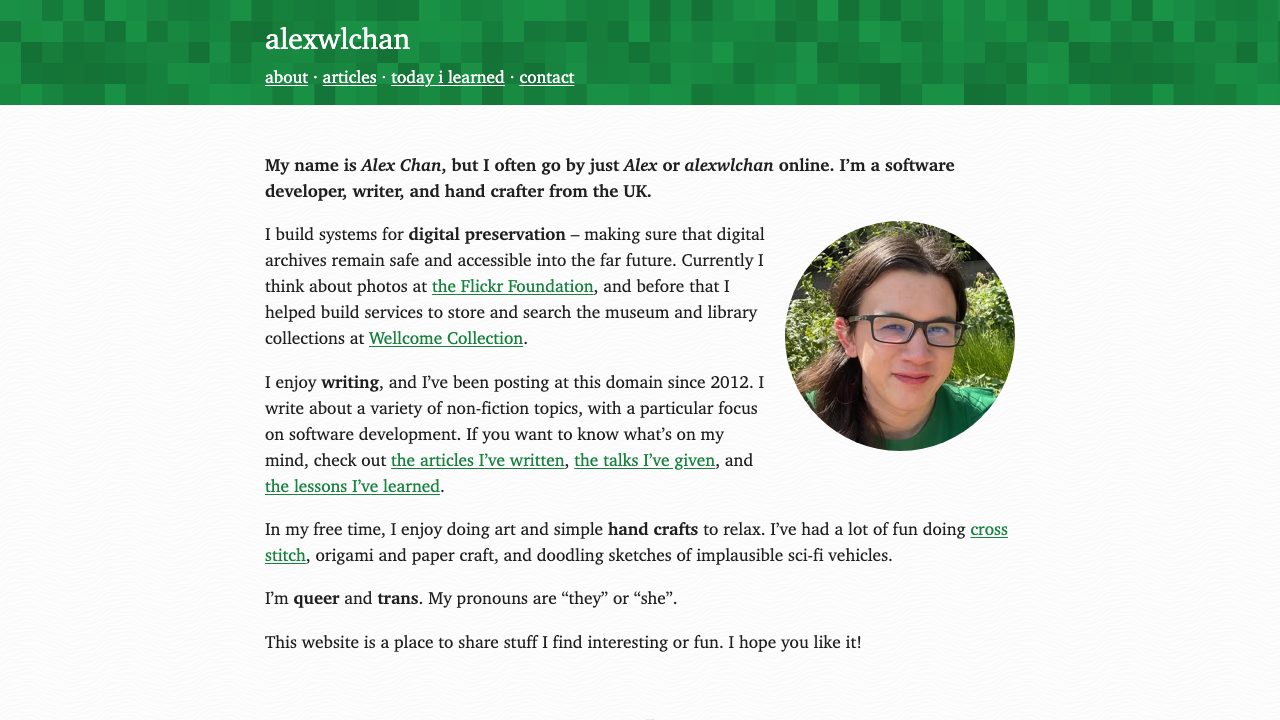 alexwlchan
about · articles · today i learned · contact
My name is Alex Chan, but I often go by just Alex or alexwlchan online. I’m a software
developer, writer, and hand crafter from the UK.
I build systems for digital preservation – making sure that digital
archives remain safe and accessible into the far future. Currently I
think about photos at the Flickr Foundation, and before that I
helped build services to store and search the museum and library
collections at Wellcome Collection.
I enjoy writing, and I’ve been posting at this domain since 2012. I
write about a variety of non-fiction topics, with a particular focus
on software development. If you want to know what’s on my
mind, check out the articles I’ve written, the talks I’ve given, and
the lessons I’ve learned.
In my free time, I enjoy doing art and simple hand crafts to relax. I’ve had a lot of fun doing cross
stitch, origami and paper craft, and doodling sketches of implausible sci-fi vehicles.
I’m queer and trans. My pronouns are “they” or “she”.
This website is a place to share stuff I find interesting or fun. I hope you like it!